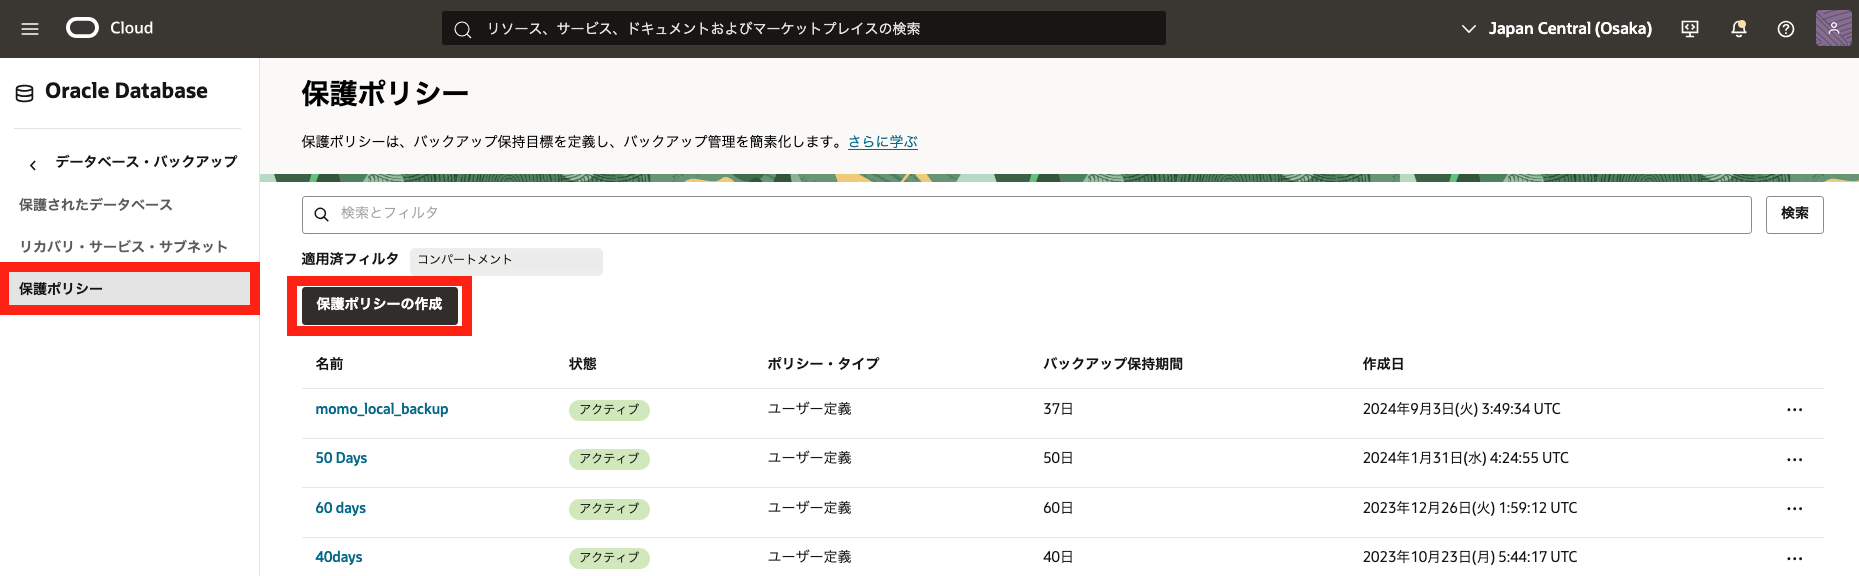 Cloud
リソース、サービス、ドキュメントおよびマーケットプレイスの検索
Japan Central (Osaka)
Oracle Database
データベース・バックアップ
保護されたデータベース
リカバリ・サービス・サブネット
保護ポリシー
保護ポリシー
保護ポリシーは、バックアップ保持目標を定義し、バックアップ管理を簡素化します。さらに学ぶ
検索とフィルタ
検索
適用済フィルタ コンパートメント
保護ポリシーの作成
名前 状態 ポリシー・タイプ バックアップ保持期間 作成日
momo_local_backup アクティブ ユーザー定義 37日 2024年9月3日(火) 3:49:34 UTC
50 Days アクティブ ユーザー定義 50日 2024年1月31日(水) 4:24:55 UTC
60 days アクティブ ユーザー定義 60日 2023年12月26日(火) 1:59:12 UTC
40days アクティブ ユーザー定義 40日 2023年10月23日(月) 5:44:17 UTC